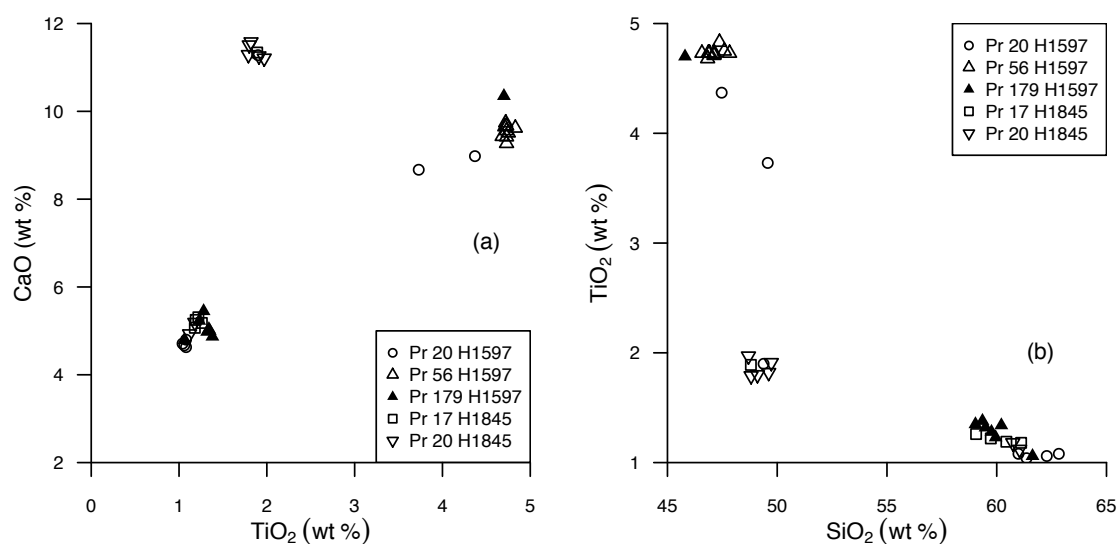 12
10
8
6
4
2
CaO (wt %)
0 1 2 3 4 5
TiO₂ (wt %)
(a)
Pr 20 H1597
Pr 56 H1597
Pr 179 H1597
Pr 17 H1845
Pr 20 H1845
5
4
3
2
1
TiO₂ (wt %)
45 50 55 60 65
SiO₂ (wt %)
Pr 20 H1597
Pr 56 H1597
Pr 179 H1597
Pr 17 H1845
Pr 20 H1845
(b)